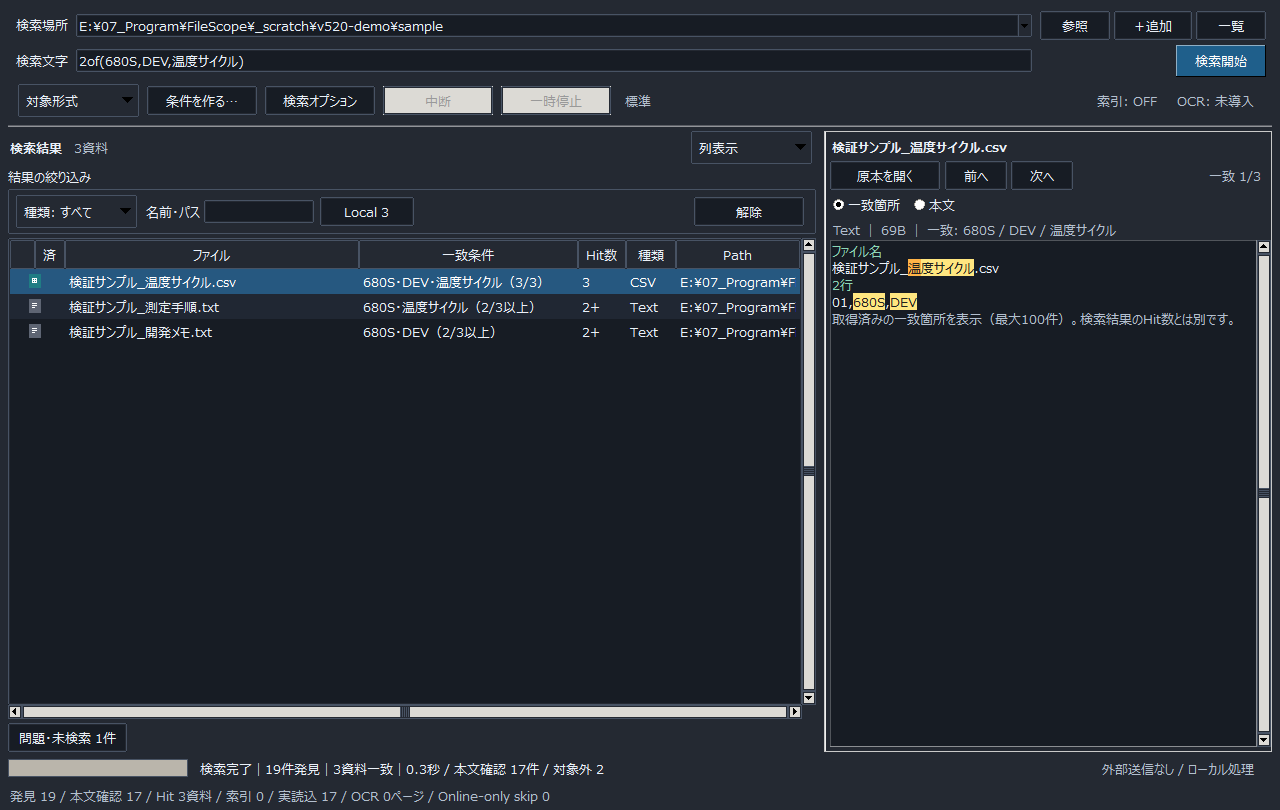 検索場所 E:¥07_Program¥FileScope¥_scratch¥v520-demo¥sample 参照 +追加 一覧
検索文字 2of(680S,DEV,温度サイクル) 検索開始
対象形式 条件を作る… 検索オプション 中断 一時停止 標準 索引: OFF OCR: 未導入
検索結果 3資料 列表示
結果の絞り込み
種類: すべて 名前・パス Local 3 解除
済 ファイル 一致条件 Hit数 種類 Path
検証サンプル_温度サイクル.csv 680S・DEV・温度サイクル（3/3） 3 CSV E:¥07_Program¥F
検証サンプル_測定手順.txt 680S・温度サイクル（2/3以上） 2+ Text E:¥07_Program¥F
検証サンプル_開発メモ.txt 680S・DEV（2/3以上） 2+ Text E:¥07_Program¥F
検証サンプル_温度サイクル.csv
原本を開く 前へ 次へ 一致 1/3
一致箇所 本文
Text ｜ 69B ｜ 一致: 680S / DEV / 温度サイクル
ファイル名
検証サンプル_温度サイクル.csv
2行
01,680S,DEV
取得済みの一致箇所を表示（最大100件）。検索結果のHit数とは別です。
問題・未検索 1件
検索完了｜19件発見｜3資料一致｜0.3秒 / 本文確認 17件 / 対象外 2 外部送信なし / ローカル処理
発見 19 / 本文確認 17 / Hit 3資料 / 索引 0 / 実読込 17 / OCR 0ページ / Online-only skip 0